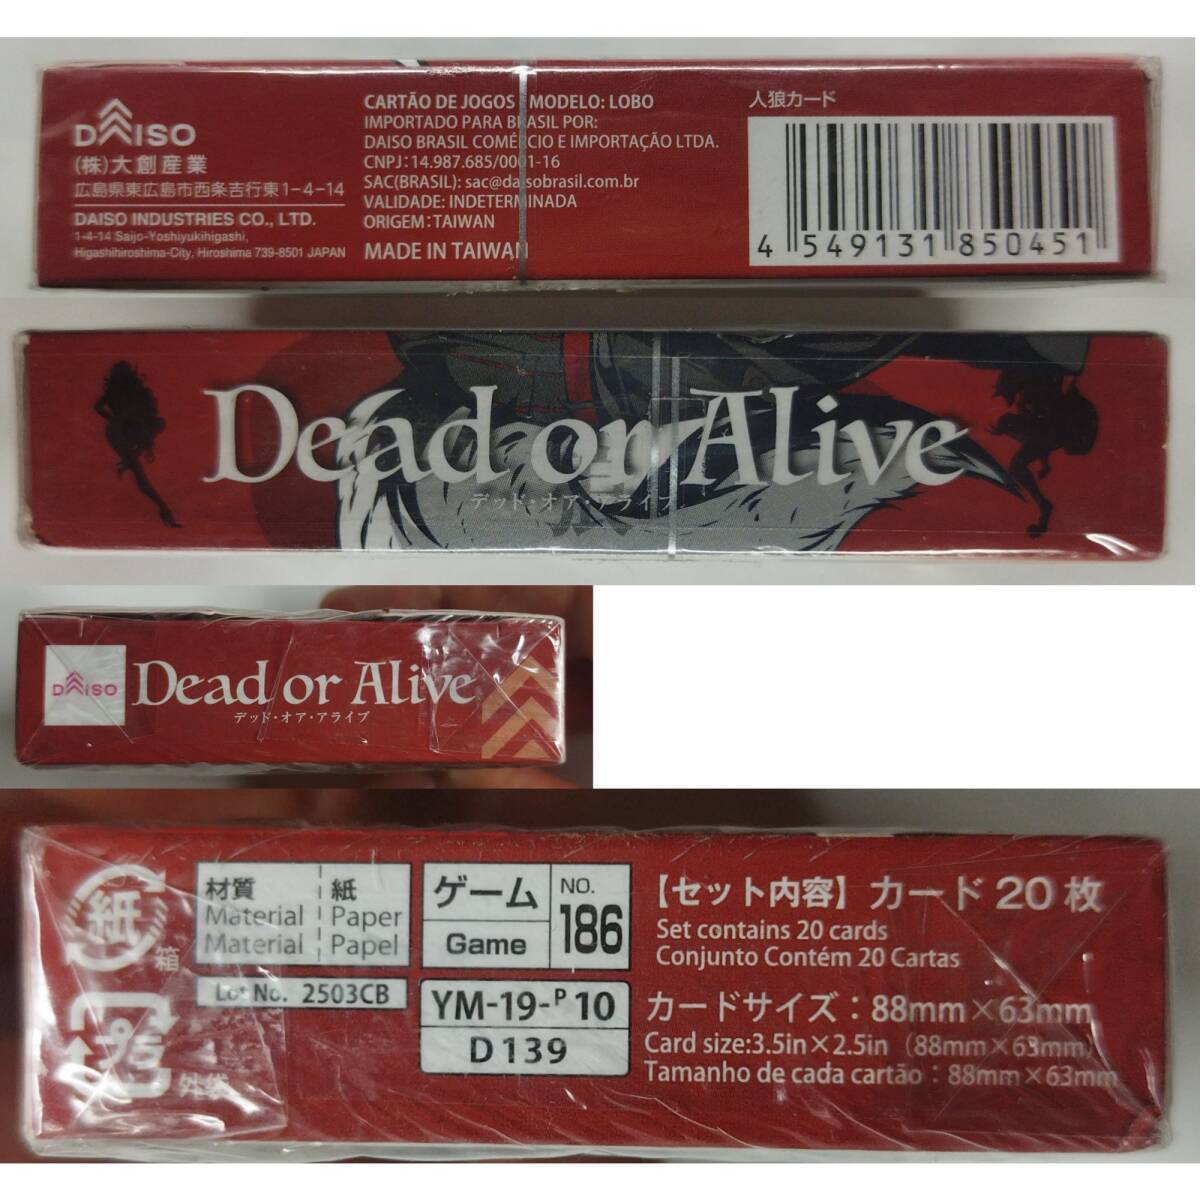 DAISO
(株)大創産業
広島県東広島市西条吉行東1-4-14
DAISO INDUSTRIES CO., LTD.
1-4-14 Saijo-Yoshiyukihigashi,
Higashihiroshima-City, Hiroshima 739-8501 JAPAN
CARTÃO DE JOGOS MODELO: LOBO
IMPORTADO PARA BRASIL POR:
DAISO BRASIL COMÉRCIO E IMPORTAÇÃO LTDA.
CNPJ:14.987.685/0001-16
SAC(BRASIL): sac@daisobrasil.com.br
VALIDADE: INDETERMINADA
ORIGEM: TAIWAN
MADE IN TAIWAN
人狼カード
4 549131 850451
Dead or Alive
デッド・オア・アライブ
DAISO
Dead or Alive
デッド・オア・アライブ
紙
箱
プラ
外袋
材質 紙
Material Paper
Material Papel
Lot No. 2503CB
ゲーム
Game
NO.
186
YM-19-P10
D139
【セット内容】カード20枚
Set contains 20 cards
Conjunto Contém 20 Cartas
カードサイズ：88mm×63mm
Card size:3.5in×2.5in (88mm×63mm)
Tamanho de cada cartão：88mm×63mm